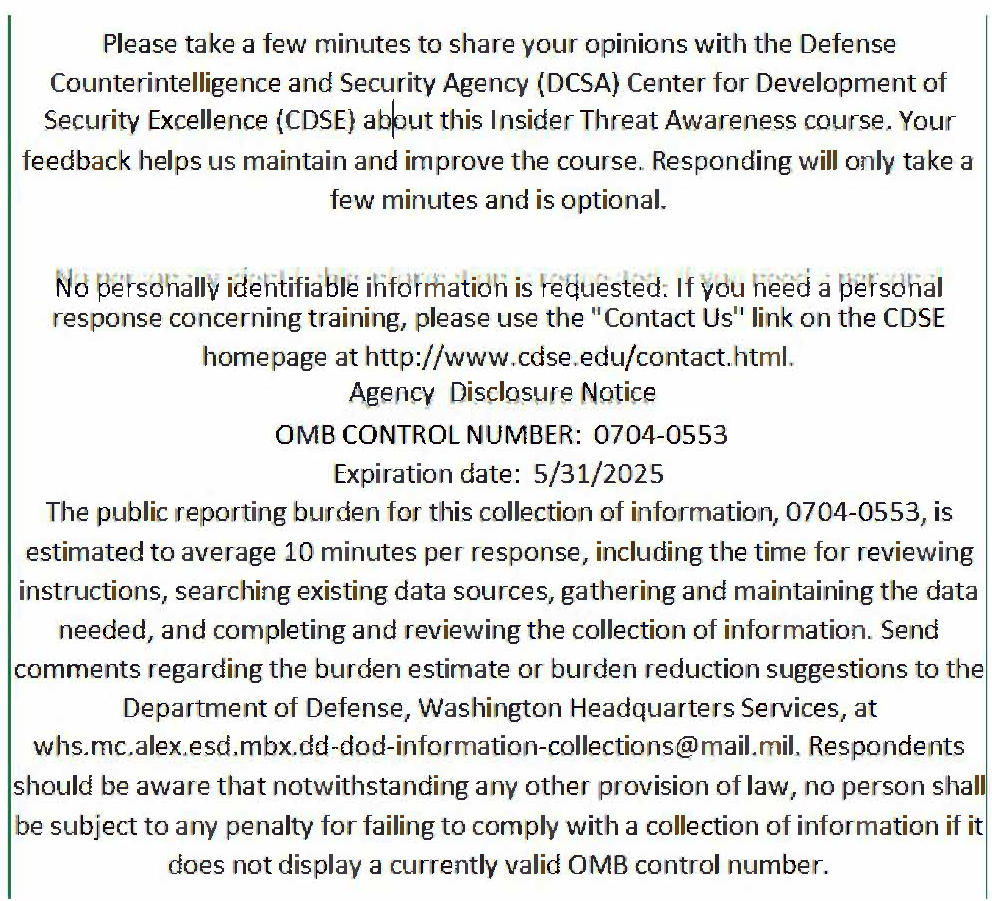 Please take a few minutes to share your opinions with the Defense
Counterintelligence and Security Agency (DCSA) Center for Development of
Security Excellence (CDSE) about this Insider Threat Awareness course. Your
feedback helps us maintain and improve the course. Responding will only take a
few minutes and is optional.
No personally identifiable information is requested. If you need a personal
response concerning training, please use the "Contact Us" link on the CDSE
homepage at http://www.cdse.edu/contact.html.
Agency Disclosure Notice
OMB CONTROL NUMBER: 0704-0553
Expiration date: 5/31/2025
The public reporting burden for this collection of information, 0704-0553, is
estimated to average 10 minutes per response, including the time for reviewing
instructions, searching existing data sources, gathering and maintaining the data
needed, and completing and reviewing the collection of information. Send
comments regarding the burden estimate or burden reduction suggestions to the
Department of Defense, Washington Headquarters Services, at
whs.mc.alex.esd.mbx.dd-dod-information-collections@mail.mil. Respondents
should be aware that notwithstanding any other provision of law, no person shall
be subject to any penalty for failing to comply with a collection of information if it
does not display a currently valid OMB control number.